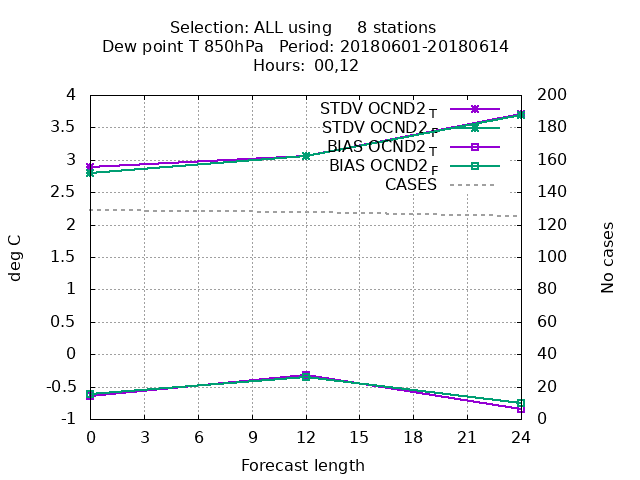 Selection: ALL using 8 stations
Dew point T 850hPa Period: 20180601-20180614
Hours: 00,12
4
3.5
3
2.5
2
1.5
1
0.5
0
-0.5
-1
deg C
STDV OCND2 T
STDV OCND2 F
BIAS OCND2 T
BIAS OCND2 F
CASES
200
180
160
140
120
100
80
60
40
20
0
No cases
0 3 6 9 12 15 18 21 24
Forecast length